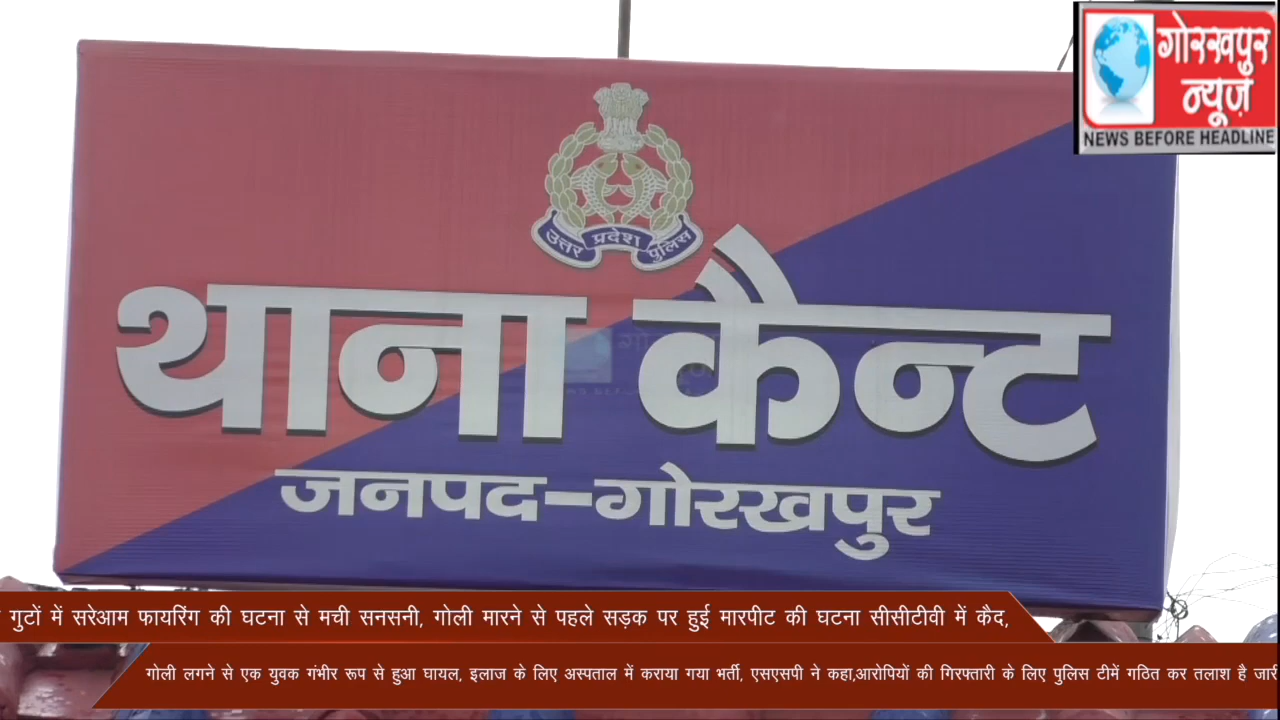 गोरखपुर
न्यूज़
NEWS BEFORE HEADLINE
उत्तर प्रदेश पुलिस
थाना कैन्ट
जनपद-गोरखपुर
गुटों में सरेआम फायरिंग की घटना से मची सनसनी, गोली मारने से पहले सड़क पर हुई मारपीट की घटना सीसीटीवी में कैद,
गोली लगने से एक युवक गंभीर रूप से हुआ घायल, इलाज के लिए अस्पताल में कराया गया भर्ती, एसएसपी ने कहा,आरोपियों की गिरफ्तारी के लिए पुलिस टीमें गठित कर तलाश है जारी